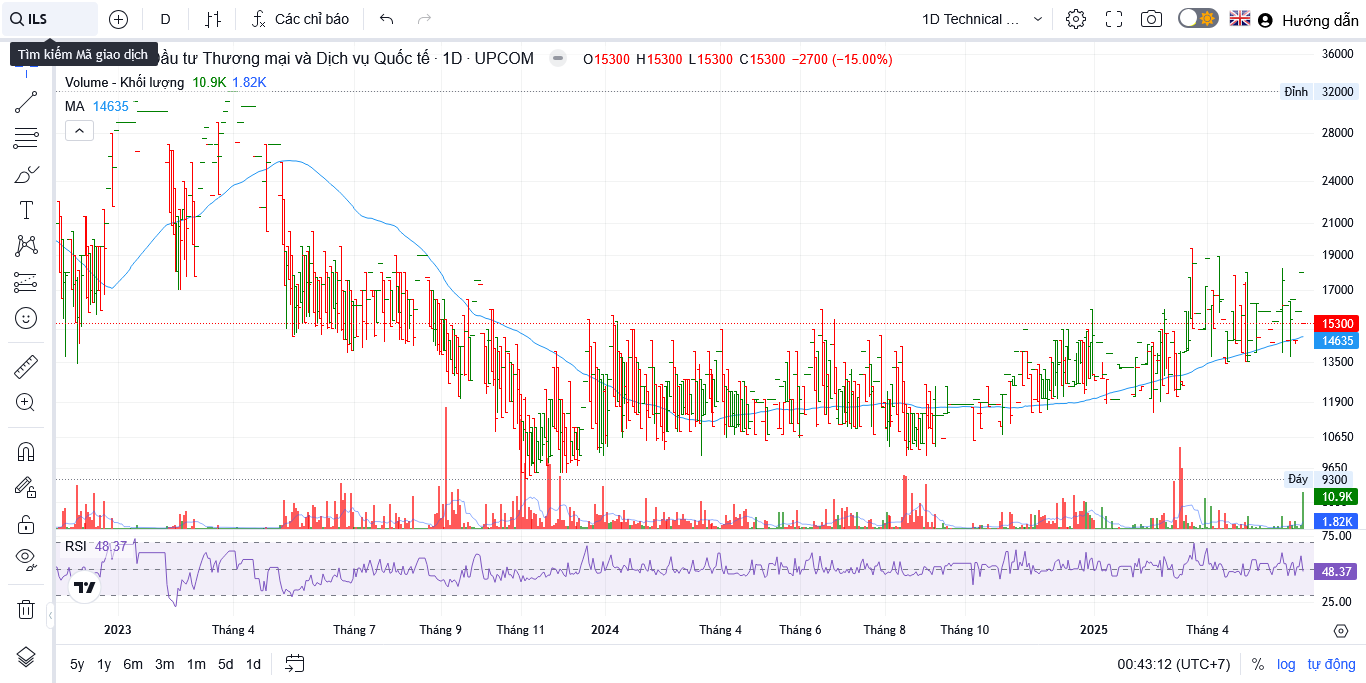 ILS
D
Các chỉ báo
1D Technical ...
Hướng dẫn
Tìm kiếm Mã giao dịch
ầu tư Thương mại và Dịch vụ Quốc tế · 1D · UPCOM
O15300 H15300 L15300 C15300 −2700 (−15.00%)
Volume - Khối lượng 10.9K 1.82K
MA 14635
36000
Đỉnh 32000
28000
24000
21000
19000
17000
15300
14635
13500
11900
10650
9650
Đáy 9300
10.9K
1.82K
RSI 48.37
75.00
48.37
25.00
2023
Tháng 4
Tháng 7
Tháng 9
Tháng 11
2024
Tháng 4
Tháng 6
Tháng 8
Tháng 10
2025
Tháng 4
5y 1y 6m 3m 1m 5d 1d
00:43:12 (UTC+7)
% log tự động